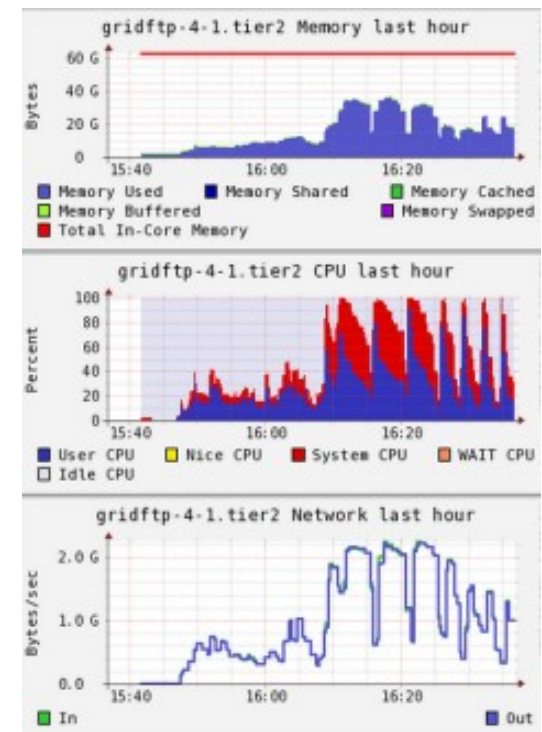 gridftp-4-1.tier2 Memory last hour
60 G
40 G
20 G
0
Bytes
15:40 16:00 16:20
Memory Used Memory Shared Memory Cached
Memory Buffered Memory Swapped
Total In-Core Memory
gridftp-4-1.tier2 CPU last hour
100
80
60
40
20
0
Percent
15:40 16:00 16:20
User CPU Nice CPU System CPU WAIT CPU
Idle CPU
gridftp-4-1.tier2 Network last hour
2.0 G
1.0 G
0.0
Bytes/sec
15:40 16:00 16:20
In Out